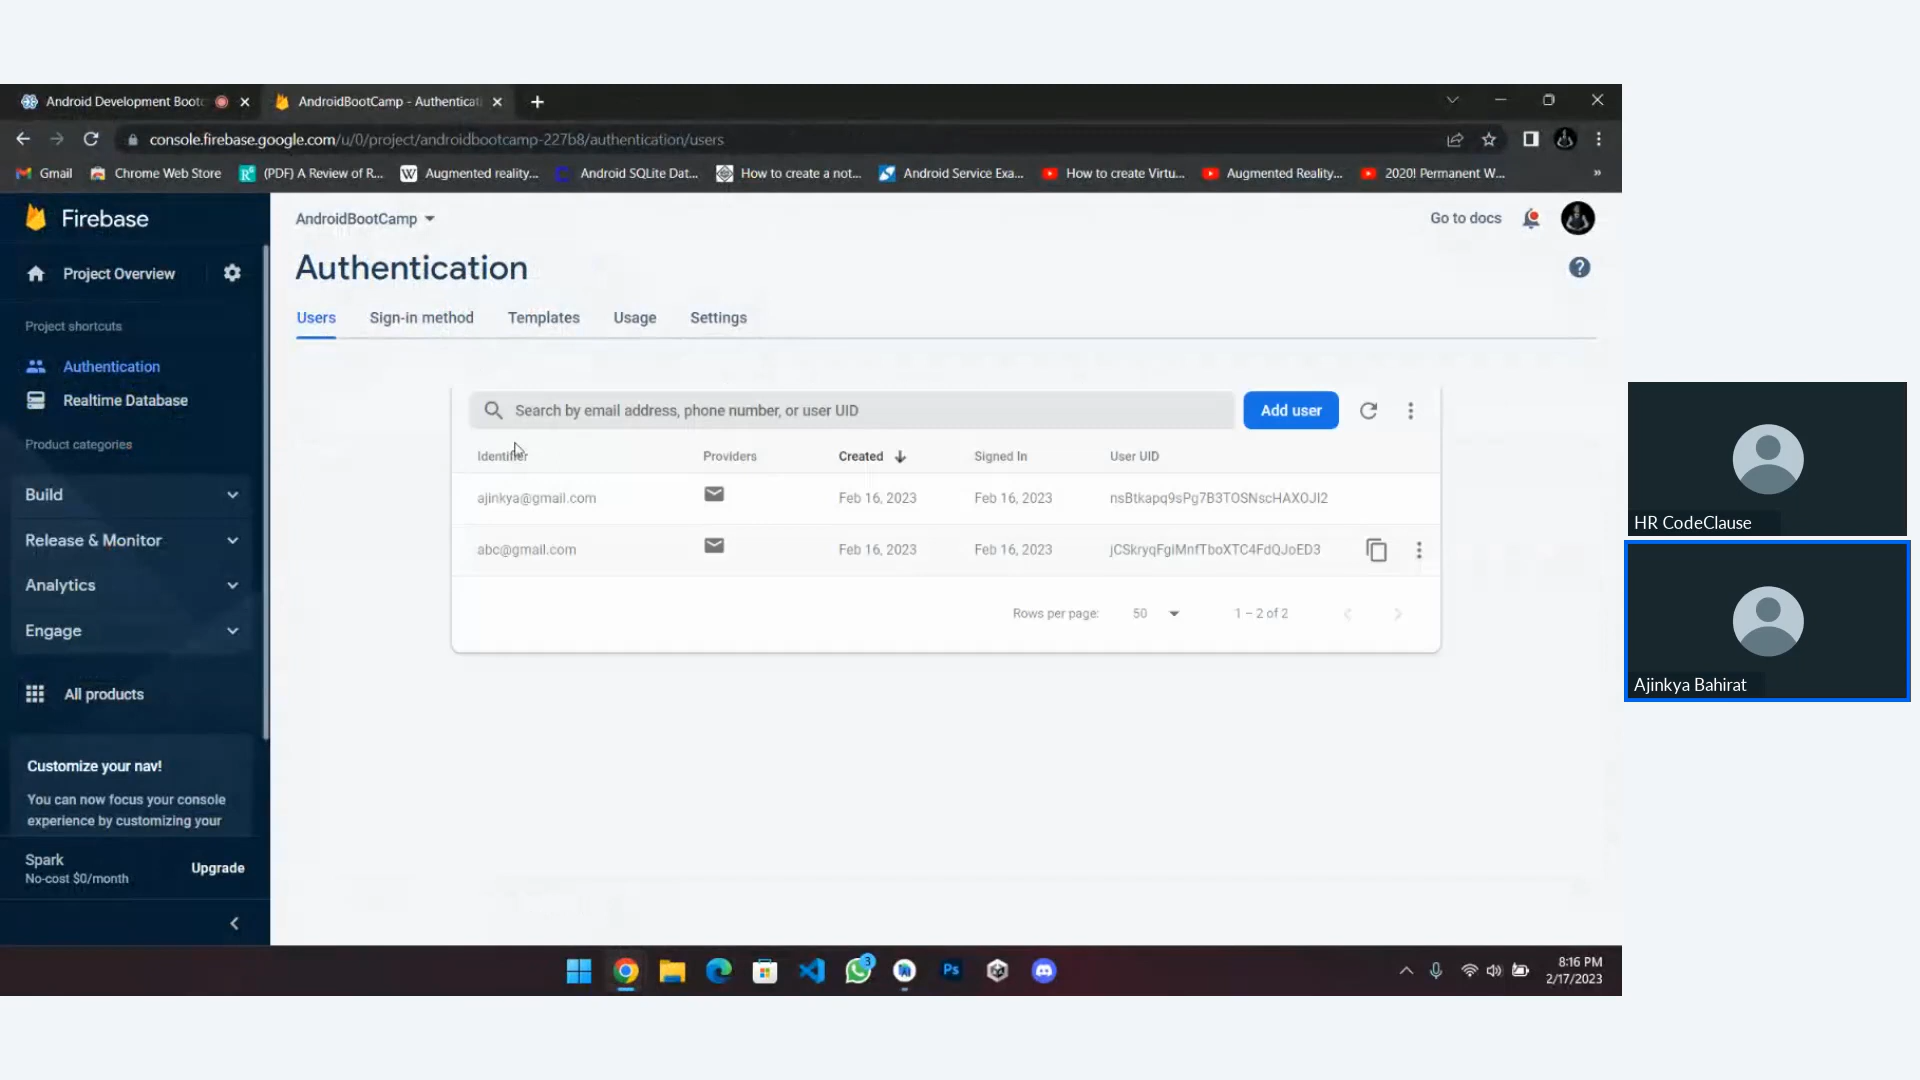 Android Development Bootc
AndroidBootCamp - Authenticati
console.firebase.google.com/u/0/project/androidbootcamp-227b8/authentication/users
Gmail
Chrome Web Store
(PDF) A Review of R...
Augmented reality...
Android SQLite Dat...
How to create a not...
Android Service Exa...
How to create Virtu...
Augmented Reality,...
2020! Permanent W...
»
Firebase
AndroidBootCamp
Go to docs
Project Overview
Authentication
Project shortcuts
Users
Sign-in method
Templates
Usage
Settings
Authentication
Realtime Database
Product categories
Search by email address, phone number, or user UID
Add user
Identifier
Providers
Created
Signed In
User UID
Build
ajinkya@gmail.com
Feb 16, 2023
Feb 16, 2023
Release & Monitor
abc@gmail.com
Feb 16, 2023
Feb 16, 2023
Analytics
Rows per page:
50
1 – 2 of 2
Engage
All products
Customize your nav!
You can now focus your console
experience by customizing your
Spark
No-cost $0/month
Upgrade
3
Ps
8:16 PM
2/17/2023
HR CodeClause
Ajinkya Bahirat